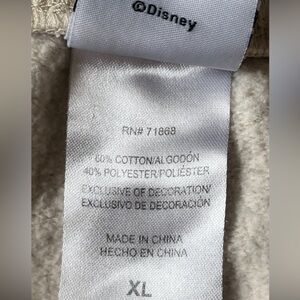 ©Disney
RN# 71868
60% COTTON/ALGODÓN
40% POLYESTER/POLIÉSTER
EXCLUSIVE OF DECORATION/
EXCLUSIVO DE DECORACIÓN
MADE IN CHINA
HECHO EN CHINA
XL